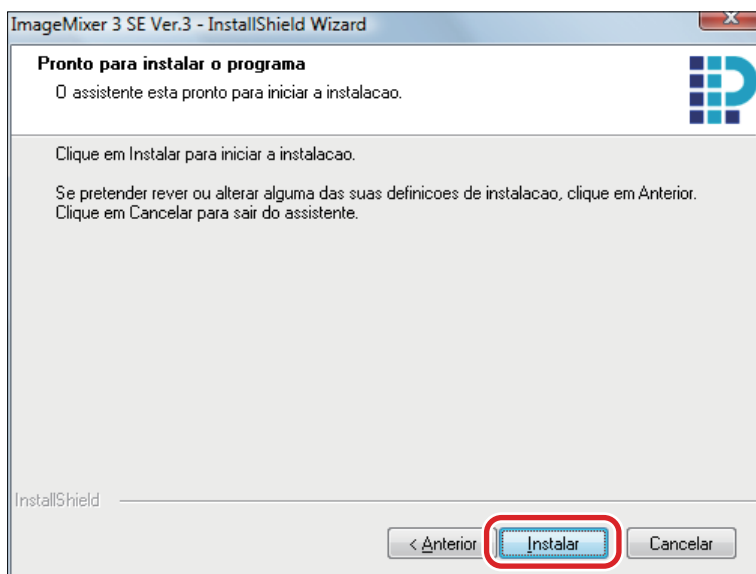 ImageMixer 3 SE Ver.3 - InstallShield Wizard
Pronto para instalar o programa
O assistente esta pronto para iniciar a instalacao.
Clique em Instalar para iniciar a instalacao.
Se pretender rever ou alterar alguma das suas definicoes de instalacao, clique em Anterior.
Clique em Cancelar para sair do assistente.
InstallShield
< Anterior Instalar Cancelar